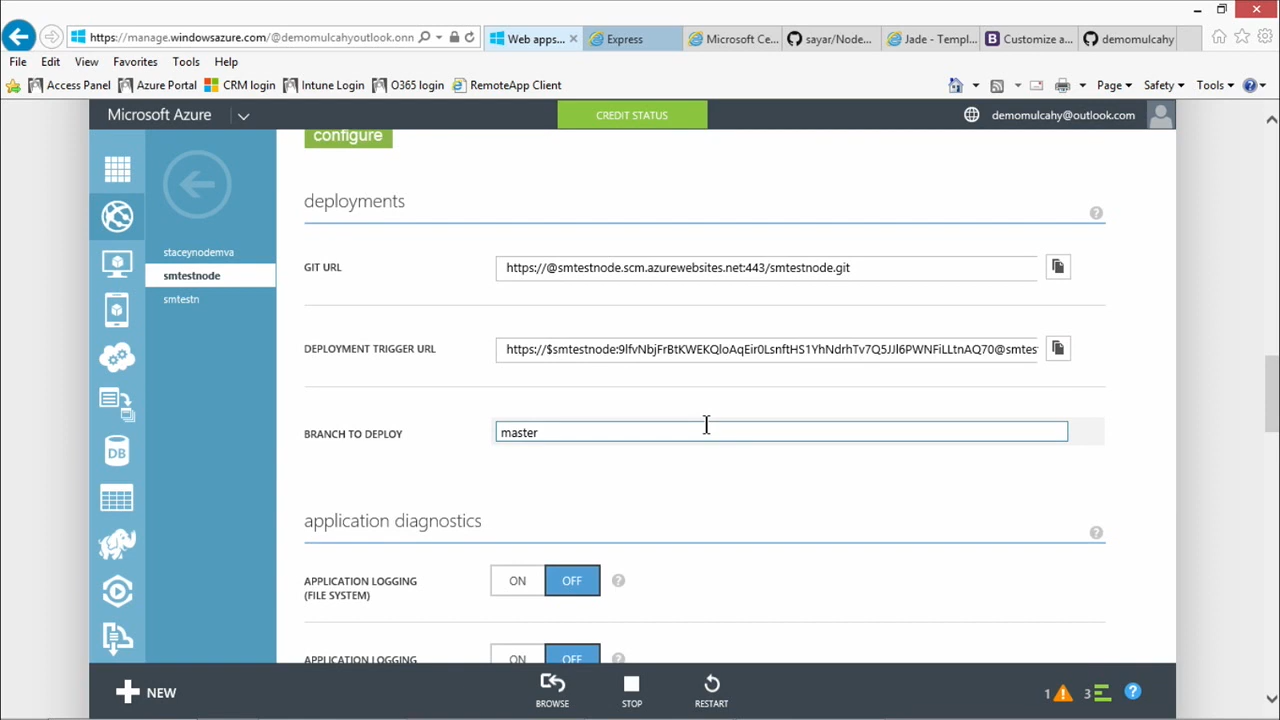 https://manage.windowsazure.com/@demomulcahyoutlook.onn
Web apps...
Express
Microsoft Ce...
sayar/Node...
Jade - Templ...
Customize a...
demomulcahy
File Edit View Favorites Tools Help
Access Panel Azure Portal CRM login Intune Login O365 login RemoteApp Client
Page Safety Tools
Microsoft Azure
CREDIT STATUS
demomulcahy@outlook.com
configure
staceynodemva
smtestnode
smtestn
deployments
GIT URL
https://@smtestnode.scm.azurewebsites.net:443/smtestnode.git
DEPLOYMENT TRIGGER URL
BRANCH TO DEPLOY
master
application diagnostics
APPLICATION LOGGING
(FILE SYSTEM)
ON OFF
APPLICATION LOGGING
ON OFF
DB
NEW
BROWSE
STOP
RESTART
1
3